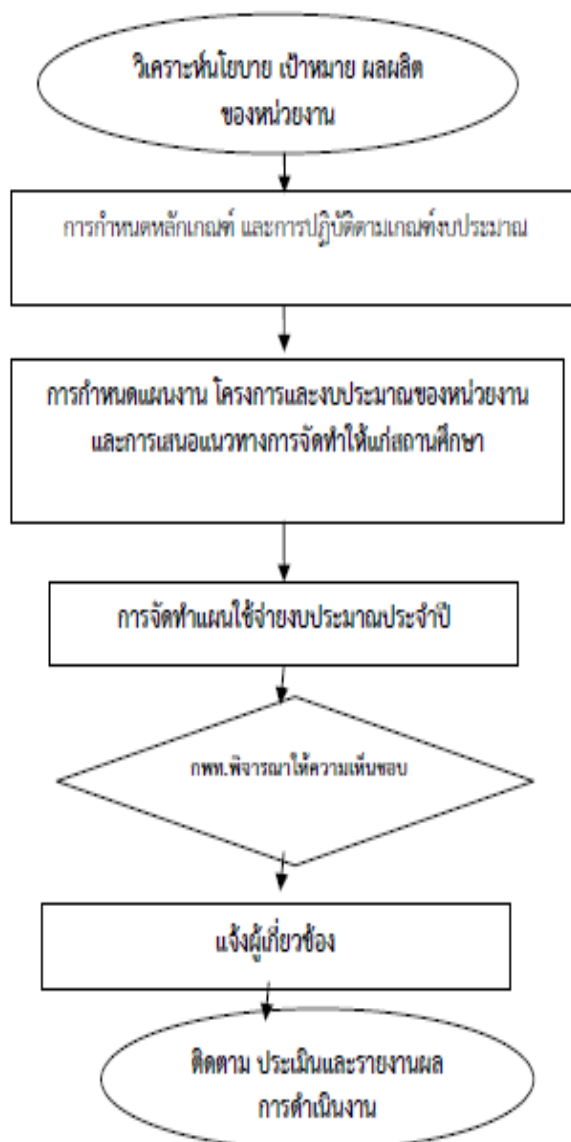 วิเคราะห์นโยบาย เป้าหมาย ผลผลิต
ของหน่วยงาน
การกำหนดหลักเกณฑ์ และการปฏิบัติตามเกณฑ์งบประมาณ
การกำหนดแผนงาน โครงการและงบประมาณของหน่วยงาน
และการเสนอแนวทางการจัดทำให้แก่สถานศึกษา
การจัดทำแผนใช้จ่ายงบประมาณประจำปี
กพท.พิจารณาให้ความเห็นชอบ
แจ้งผู้เกี่ยวข้อง
ติดตาม ประเมินและรายงานผล
การดำเนินงาน